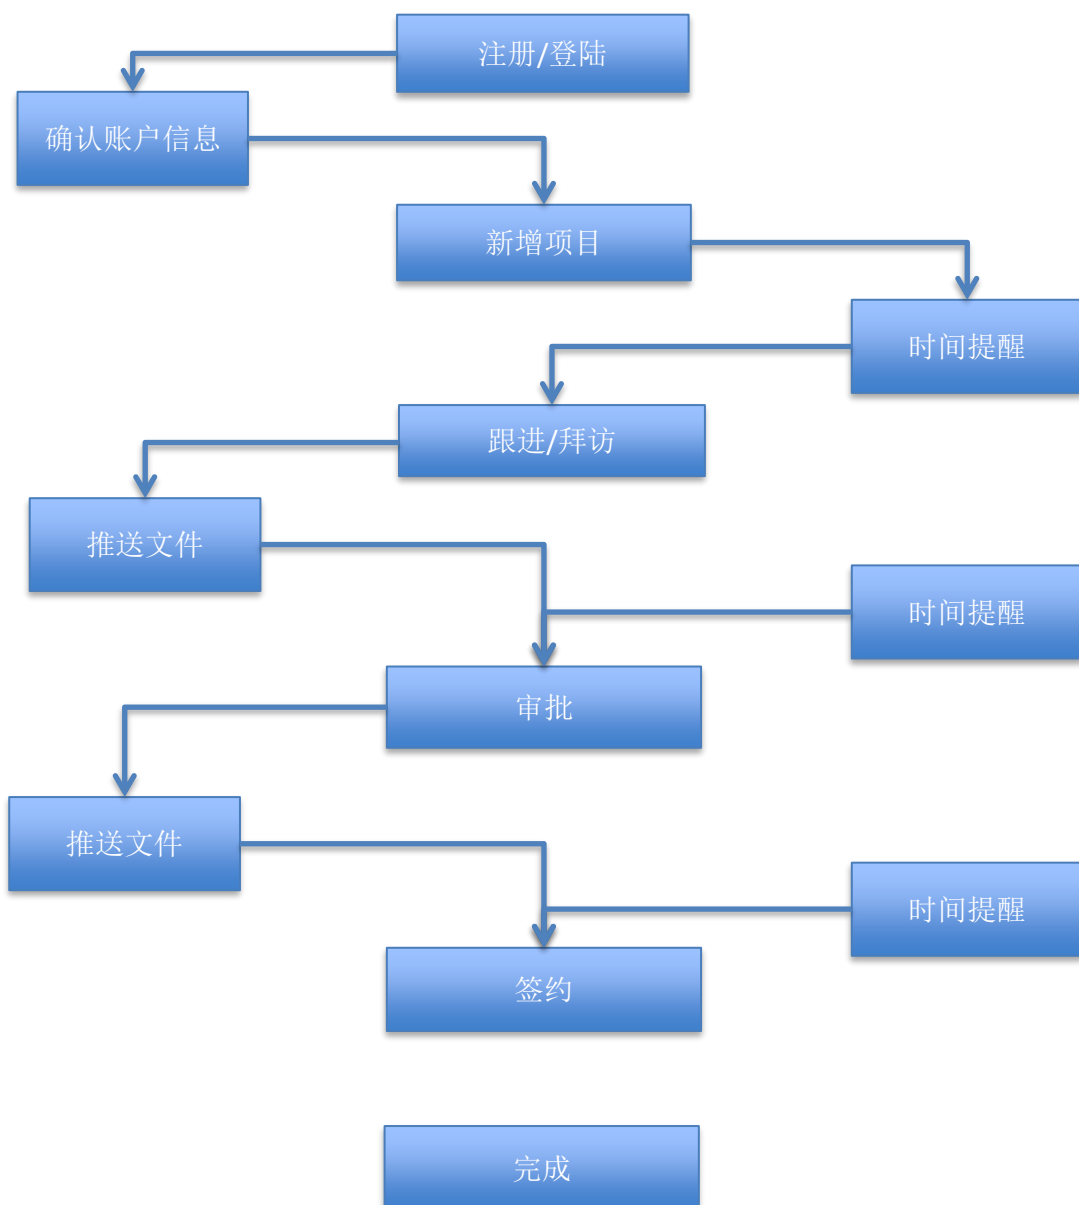 注册/登陆
确认账户信息
新增项目
时间提醒
跟进/拜访
推送文件
时间提醒
审批
推送文件
时间提醒
签约
完成